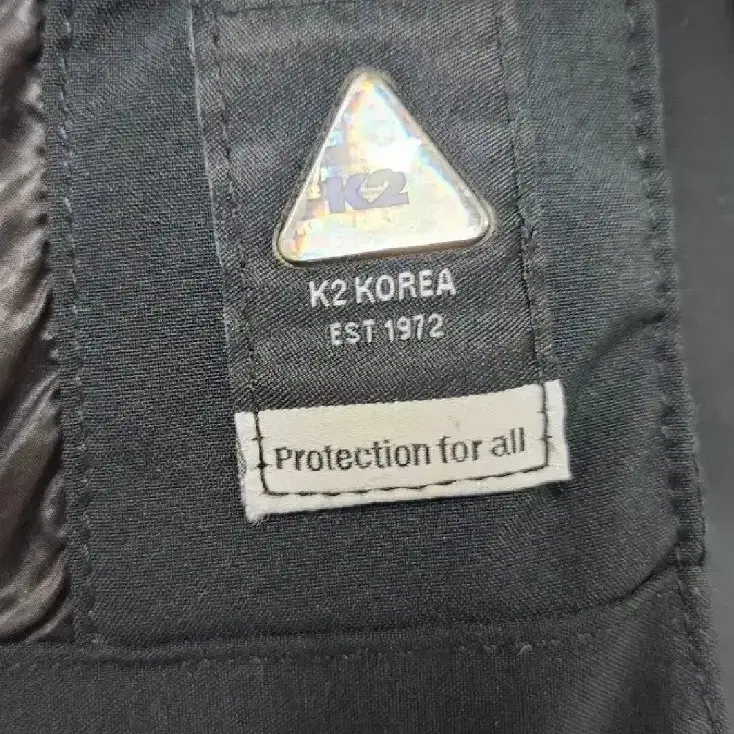 K2
K2 KOREA
EST 1972
Protection for all